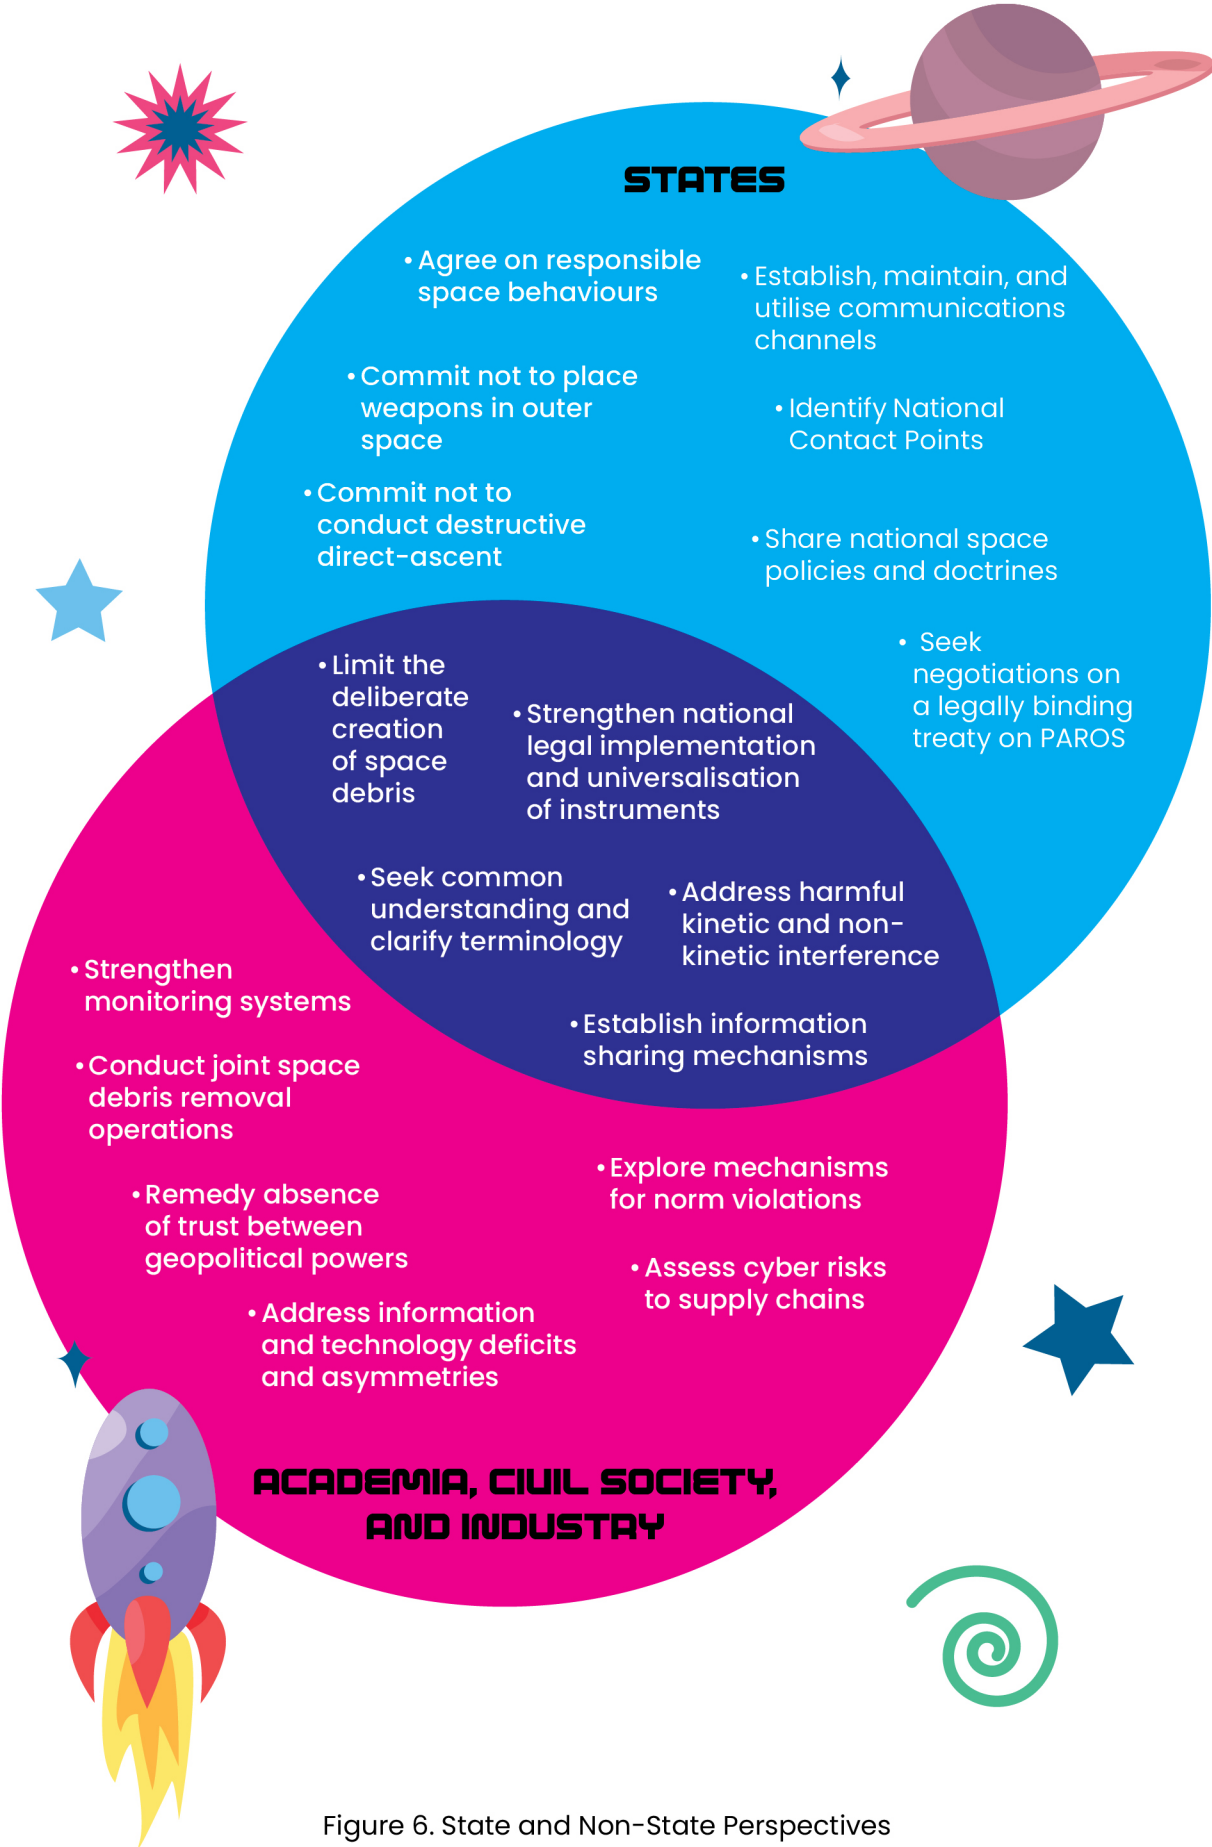 STATES
• Agree on responsible
space behaviours
• Establish, maintain, and
utilise communications
channels
• Commit not to place
weapons in outer
space
• Identify National
Contact Points
• Commit not to
conduct destructive
direct-ascent
• Share national space
policies and doctrines
• Seek
negotiations on
a legally binding
treaty on PAROS
• Limit the
deliberate
creation
of space
debris
• Strengthen national
legal implementation
and universalisation
of instruments
• Seek common
understanding and
clarify terminology
• Address harmful
kinetic and non-
kinetic interference
• Establish information
sharing mechanisms
• Strengthen
monitoring systems
• Conduct joint space
debris removal
operations
• Remedy absence
of trust between
geopolitical powers
• Address information
and technology deficits
and asymmetries
• Explore mechanisms
for norm violations
• Assess cyber risks
to supply chains
ACADEMIA, CIVIL SOCIETY,
AND INDUSTRY
Figure 6. State and Non-State Perspectives